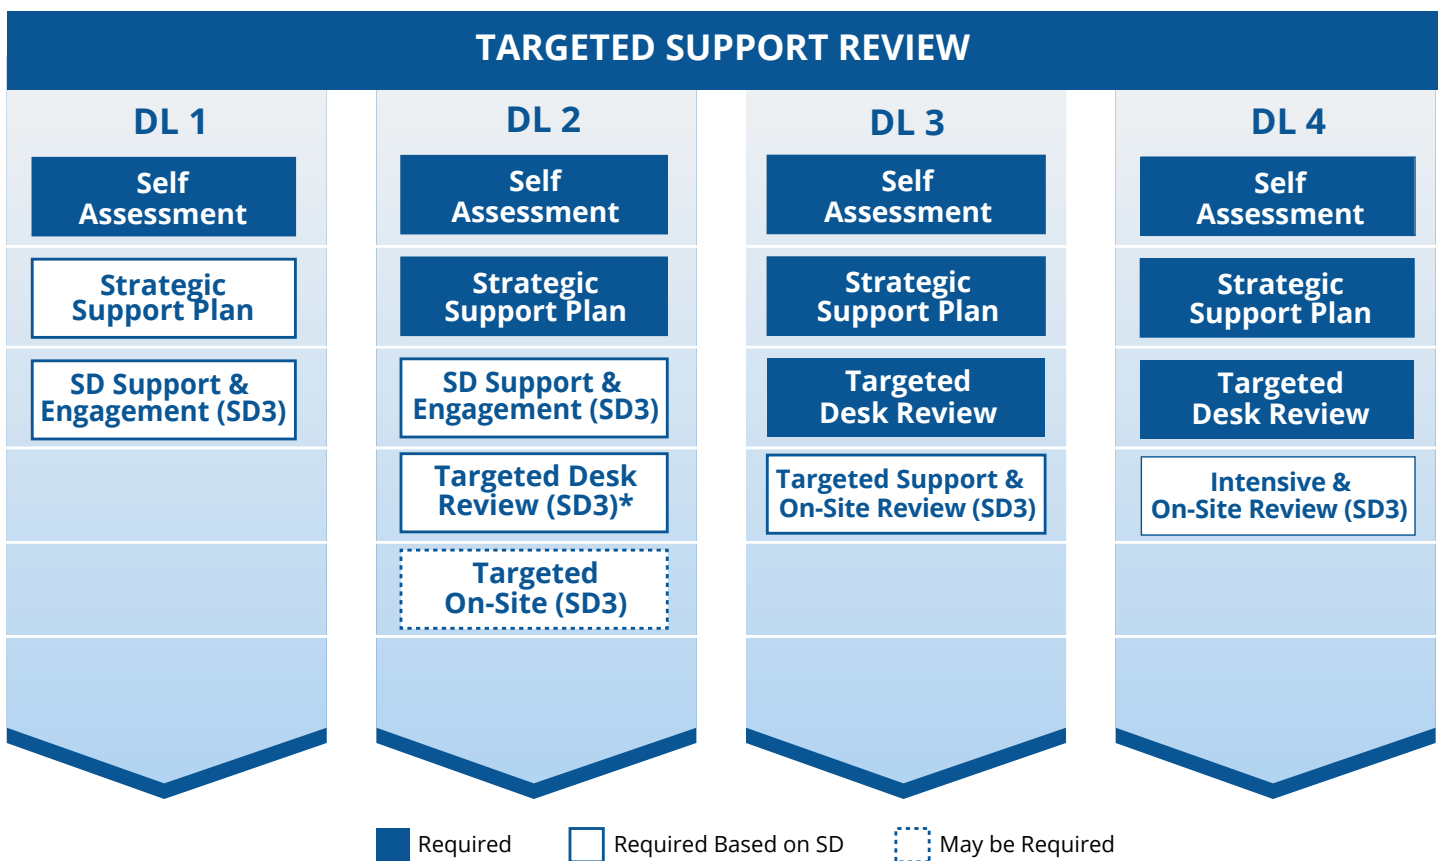 TARGETED SUPPORT REVIEW
DL 1
Self
Assessment
Strategic
Support Plan
SD Support &
Engagement (SD3)
DL 2
Self
Assessment
Strategic
Support Plan
SD Support &
Engagement (SD3)
Targeted Desk
Review (SD3)*
Targeted
On-Site (SD3)
DL 3
Self
Assessment
Strategic
Support Plan
Targeted
Desk Review
Targeted Support &
On-Site Review (SD3)
DL 4
Self
Assessment
Strategic
Support Plan
Targeted
Desk Review
Intensive &
On-Site Review (SD3)
Required
Required Based on SD
May be Required